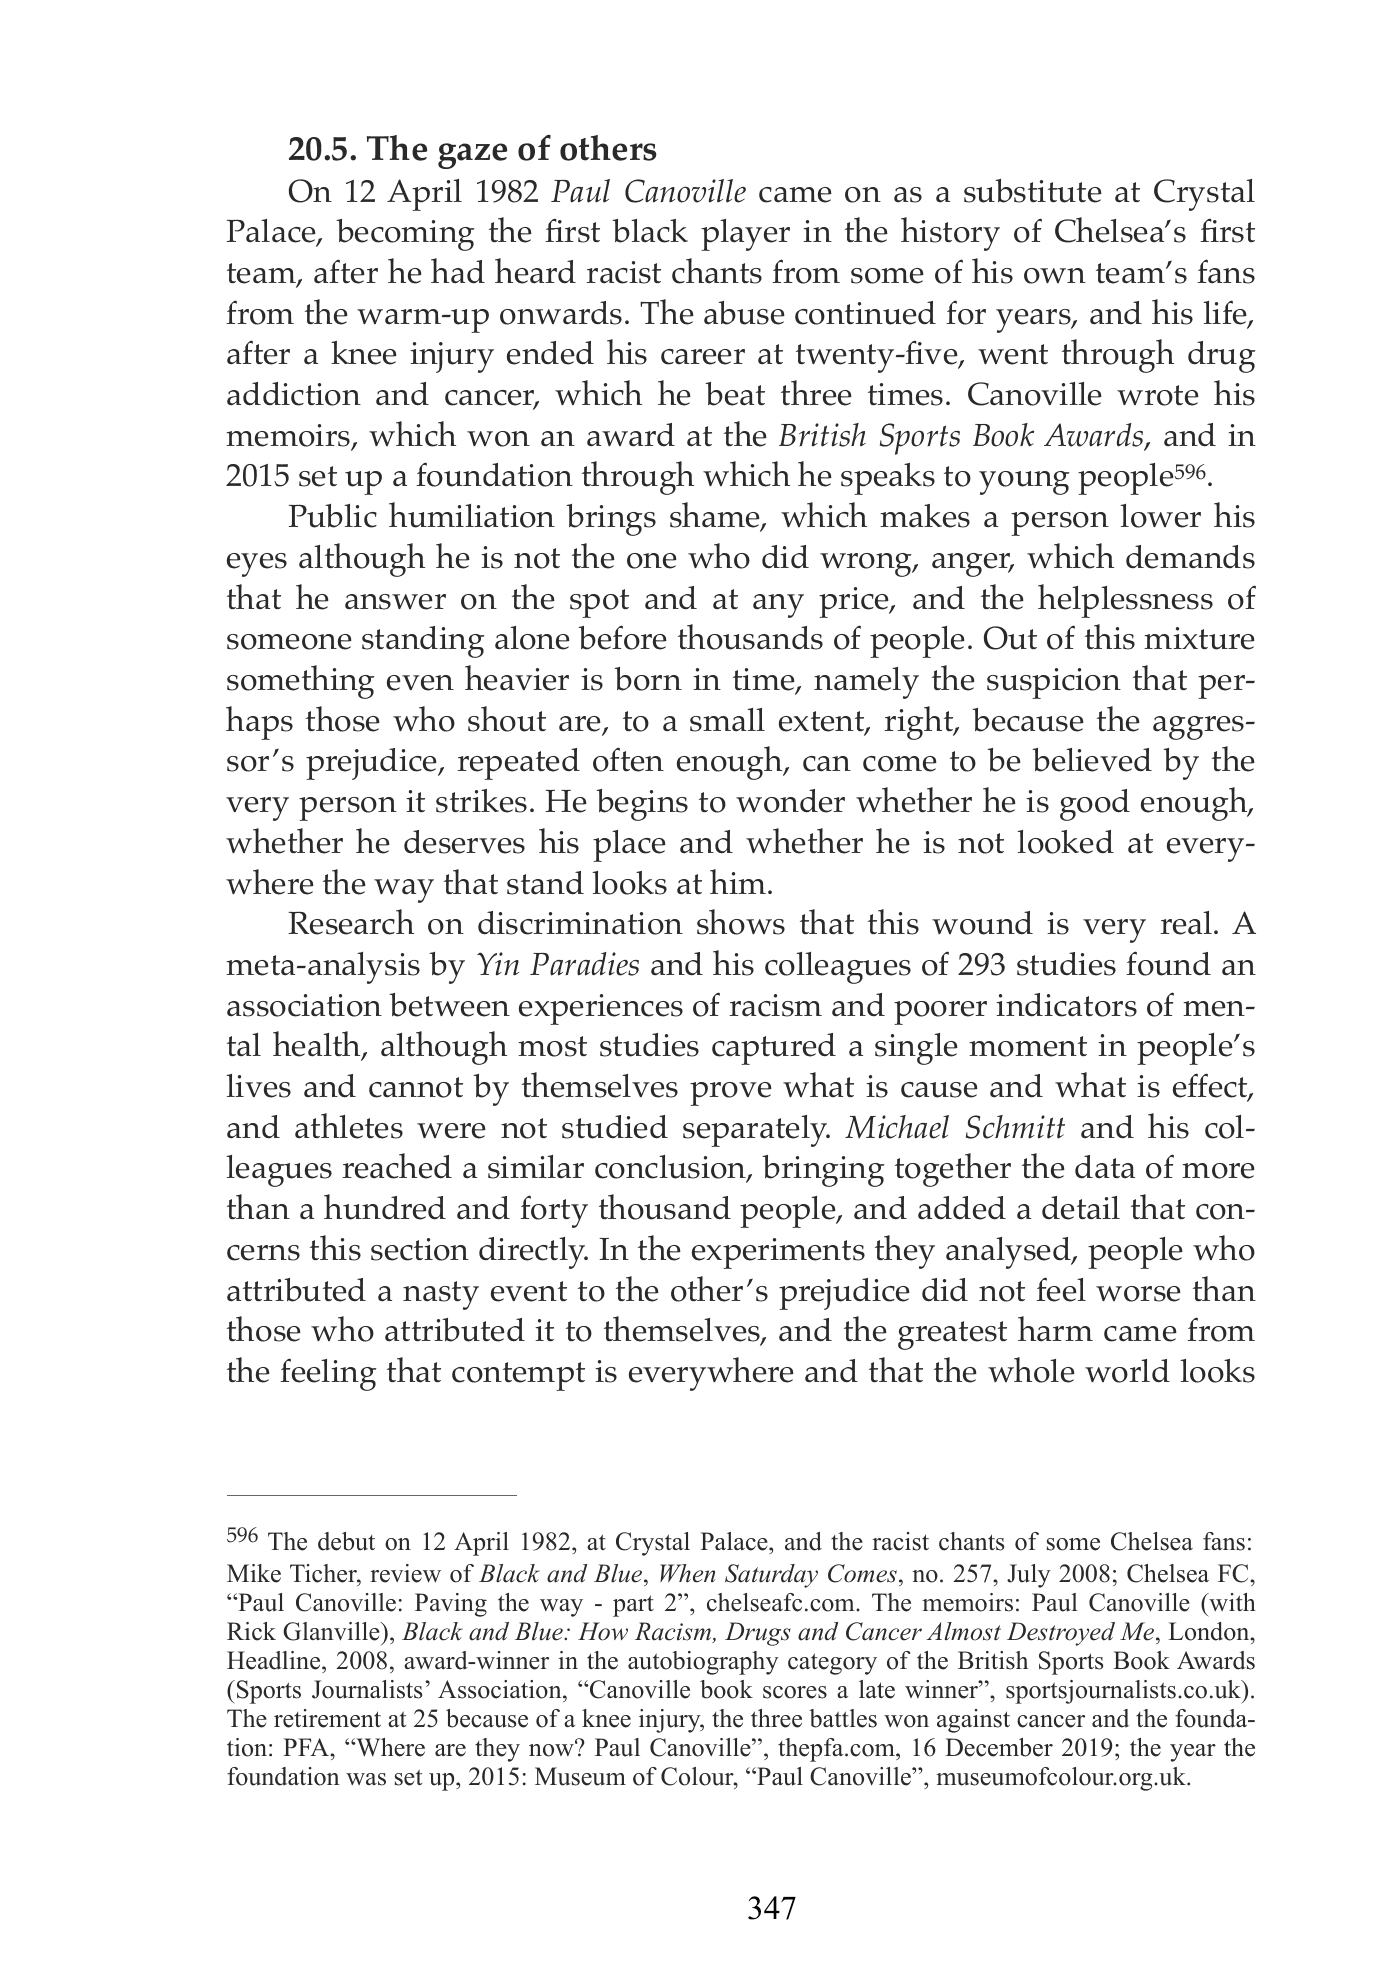 20.5. The gaze of others
On 12 April 1982 Paul Canoville came on as a substitute at Crystal
Palace, becoming the first black player in the history of Chelsea’s first
team, after he had heard racist chants from some of his own team’s fans
from the warm-up onwards. The abuse continued for years, and his life,
after a knee injury ended his career at twenty-five, went through drug
addiction and cancer, which he beat three times. Canoville wrote his
memoirs, which won an award at the British Sports Book Awards, and in
2015 set up a foundation through which he speaks to young people596.
Public humiliation brings shame, which makes a person lower his
eyes although he is not the one who did wrong, anger, which demands
that he answer on the spot and at any price, and the helplessness of
someone standing alone before thousands of people. Out of this mixture
something even heavier is born in time, namely the suspicion that per-
haps those who shout are, to a small extent, right, because the aggres-
sor’s prejudice, repeated often enough, can come to be believed by the
very person it strikes. He begins to wonder whether he is good enough,
whether he deserves his place and whether he is not looked at every-
where the way that stand looks at him.
Research on discrimination shows that this wound is very real. A
meta-analysis by Yin Paradies and his colleagues of 293 studies found an
association between experiences of racism and poorer indicators of men-
tal health, although most studies captured a single moment in people’s
lives and cannot by themselves prove what is cause and what is effect,
and athletes were not studied separately. Michael Schmitt and his col-
leagues reached a similar conclusion, bringing together the data of more
than a hundred and forty thousand people, and added a detail that con-
cerns this section directly. In the experiments they analysed, people who
attributed a nasty event to the other’s prejudice did not feel worse than
those who attributed it to themselves, and the greatest harm came from
the feeling that contempt is everywhere and that the whole world looks
596 The debut on 12 April 1982, at Crystal Palace, and the racist chants of some Chelsea fans:
Mike Ticher, review of Black and Blue, When Saturday Comes, no. 257, July 2008; Chelsea FC,
“Paul Canoville: Paving the way - part 2”, chelseafc.com. The memoirs: Paul Canoville (with
Rick Glanville), Black and Blue: How Racism, Drugs and Cancer Almost Destroyed Me, London,
Headline, 2008, award-winner in the autobiography category of the British Sports Book Awards
(Sports Journalists’ Association, “Canoville book scores a late winner”, sportsjournalists.co.uk).
The retirement at 25 because of a knee injury, the three battles won against cancer and the founda-
tion: PFA, “Where are they now? Paul Canoville”, thepfa.com, 16 December 2019; the year the
foundation was set up, 2015: Museum of Colour, “Paul Canoville”, museumofcolour.org.uk.
347